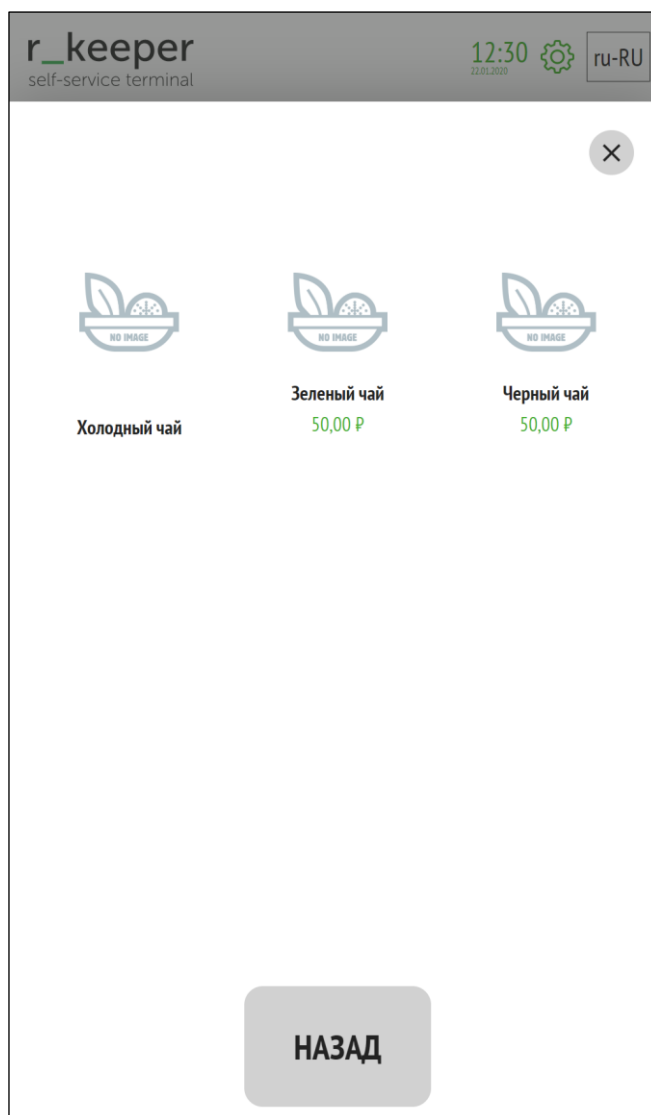 r_keeper
self-service terminal
12:30
22.01.2020
ru-RU
NO IMAGE
NO IMAGE
NO IMAGE
Холодный чай
Зеленый чай
50,00 ₽
Черный чай
50,00 ₽
НАЗАД